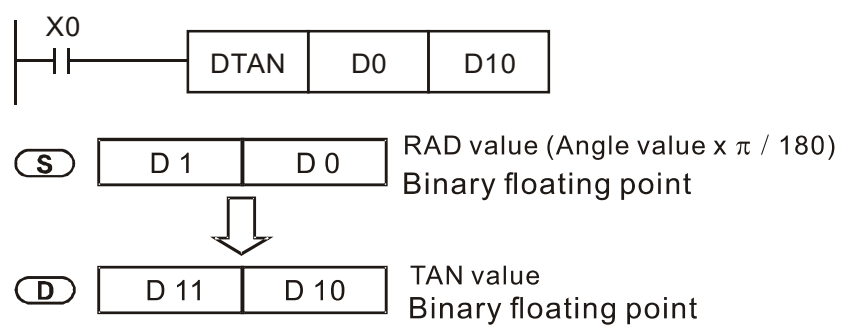 X0
DTAN D0 D10
S D 1 D 0 RAD value (Angle value x π / 180)
Binary floating point
D D 11 D 10 TAN value
Binary floating point